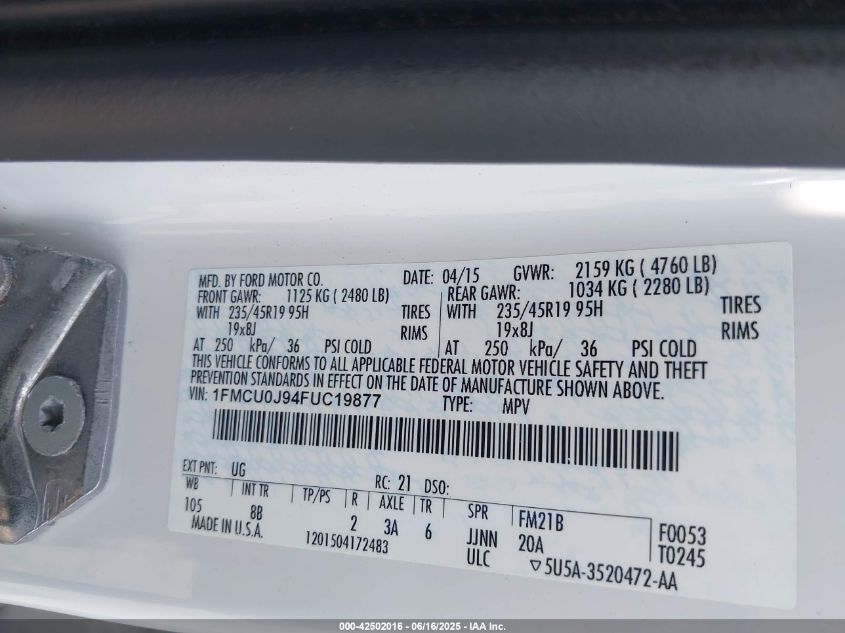 MFD. BY FORD MOTOR CO. DATE: 04/15 GVWR: 2159 KG ( 4760 LB)
FRONT GAWR: 1125 KG ( 2480 LB) REAR GAWR: 1034 KG ( 2280 LB)
WITH 235/45R19 95H TIRES WITH 235/45R19 95H TIRES
19x8J RIMS 19x8J RIMS
AT 250 kPa/ 36 PSI COLD AT 250 kPa/ 36 PSI COLD
THIS VEHICLE CONFORMS TO ALL APPLICABLE FEDERAL MOTOR VEHICLE SAFETY AND THEFT
PREVENTION STANDARDS IN EFFECT ON THE DATE OF MANUFACTURE SHOWN ABOVE.
VIN: 1FMCU0J94FUC19877 TYPE: MPV
EXT PNT: UG RC: 21 DSO:
WB INT TR TP/PS R AXLE TR SPR FM21B F0053
105 8B 2 3A 6 JJNN 20A T0245
MADE IN U.S.A. 1201504172483 ULC ▽5U5A-3520472-AA
000-42502016 - 06/16/2025 - IAA Inc.